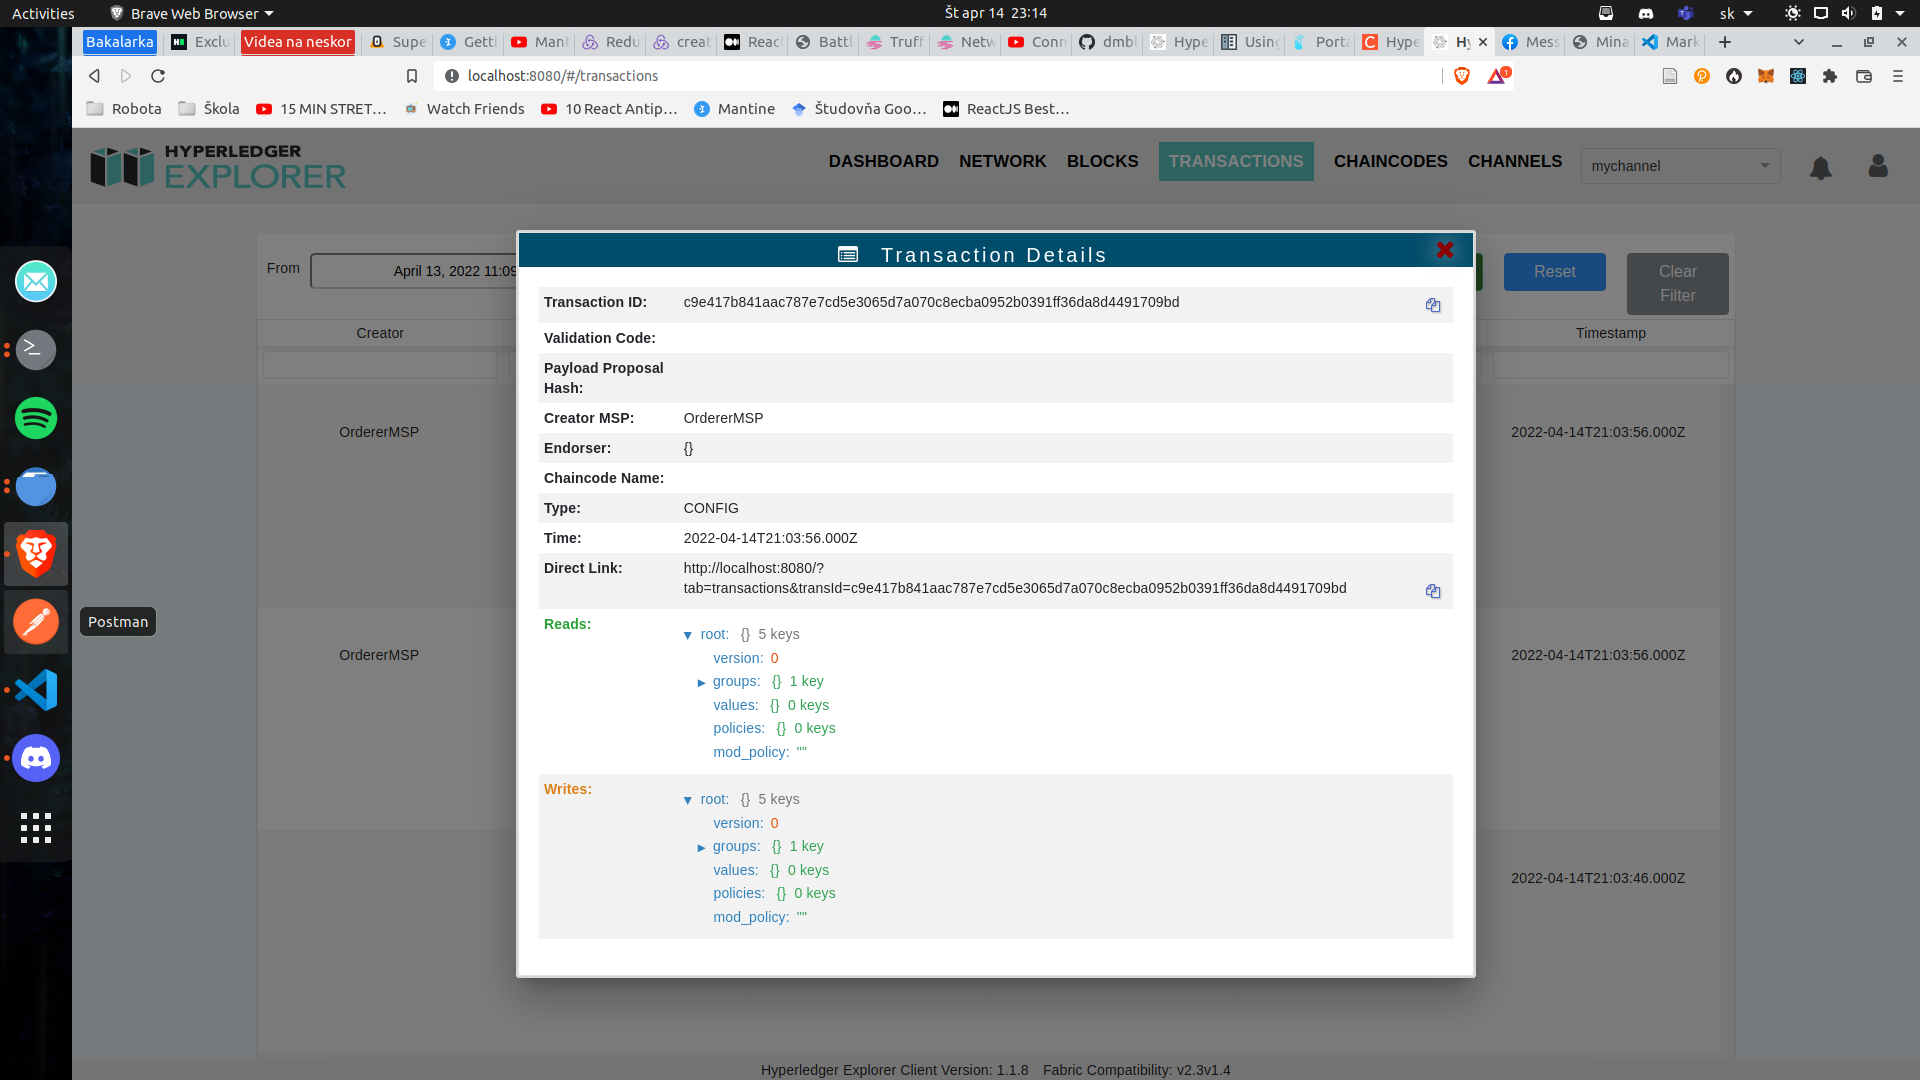 Activities
Brave Web Browser
Št apr 14 23:14
sk
Bakalarka
Exclu
Videa na neskor
Supe
Getti
Mant
Redu
creat
Reac
Battl
Truff
Netw
Conn
dmbl
Hype
Using
Porta
Hype
Hy
Mess
Mina
Mark
localhost:8080/#/transactions
1
Robota
Škola
15 MIN STRET...
Watch Friends
10 React Antip...
Mantine
Študovňa Goo...
ReactJS Best...
HYPERLEDGER
EXPLORER
DASHBOARD
NETWORK
BLOCKS
TRANSACTIONS
CHAINCODES
CHANNELS
mychannel
From
April 13, 2022 11:09
Reset
Clear
Filter
Creator
Timestamp
OrdererMSP
2022-04-14T21:03:56.000Z
OrdererMSP
2022-04-14T21:03:56.000Z
2022-04-14T21:03:46.000Z
Transaction Details
Transaction ID: c9e417b841aac787e7cd5e3065d7a070c8ecba0952b0391ff36da8d4491709bd
Validation Code:
Payload Proposal
Hash:
Creator MSP: OrdererMSP
Endorser: {}
Chaincode Name:
Type: CONFIG
Time: 2022-04-14T21:03:56.000Z
Direct Link: http://localhost:8080/?
tab=transactions&transId=c9e417b841aac787e7cd5e3065d7a070c8ecba0952b0391ff36da8d4491709bd
Reads:
root: {} 5 keys
version: 0
groups: {} 1 key
values: {} 0 keys
policies: {} 0 keys
mod_policy: ""
Writes:
root: {} 5 keys
version: 0
groups: {} 1 key
values: {} 0 keys
policies: {} 0 keys
mod_policy: ""
Postman
Hyperledger Explorer Client Version: 1.1.8 Fabric Compatibility: v2.3v1.4